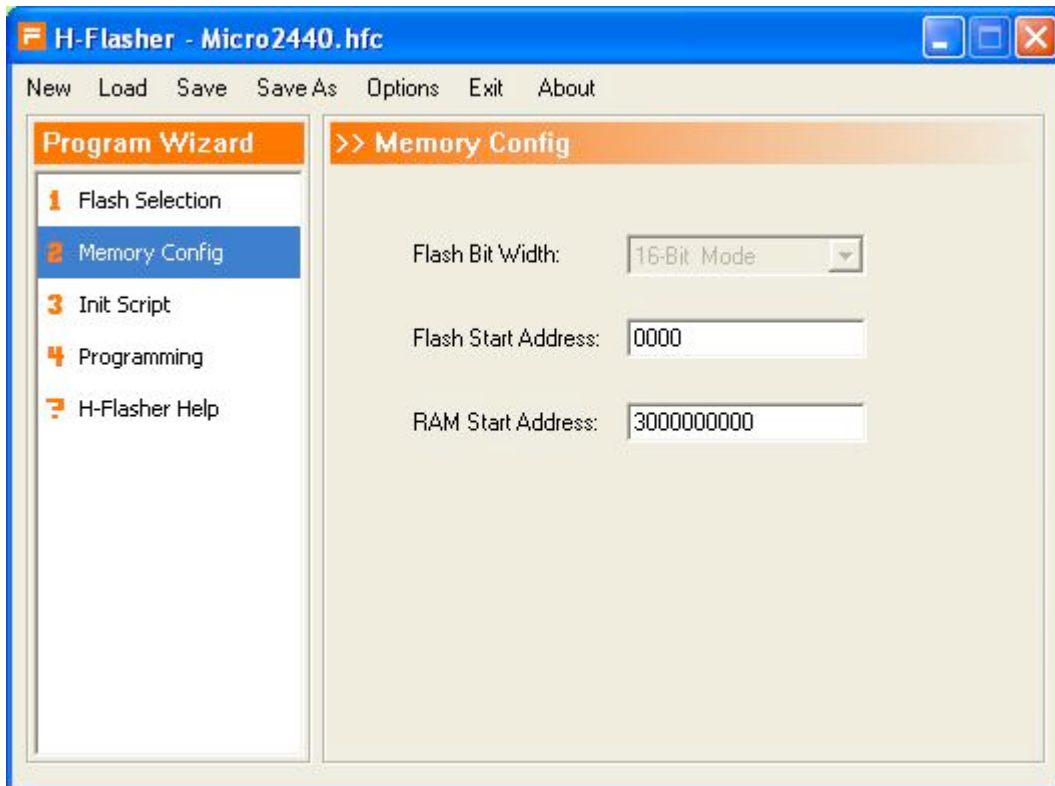 H-Flasher - Micro2440.hfc
New Load Save Save As Options Exit About
Program Wizard
1 Flash Selection
2 Memory Config
3 Init Script
4 Programming
? H-Flasher Help
>> Memory Config
Flash Bit Width: 16-Bit Mode
Flash Start Address: 0000
RAM Start Address: 3000000000